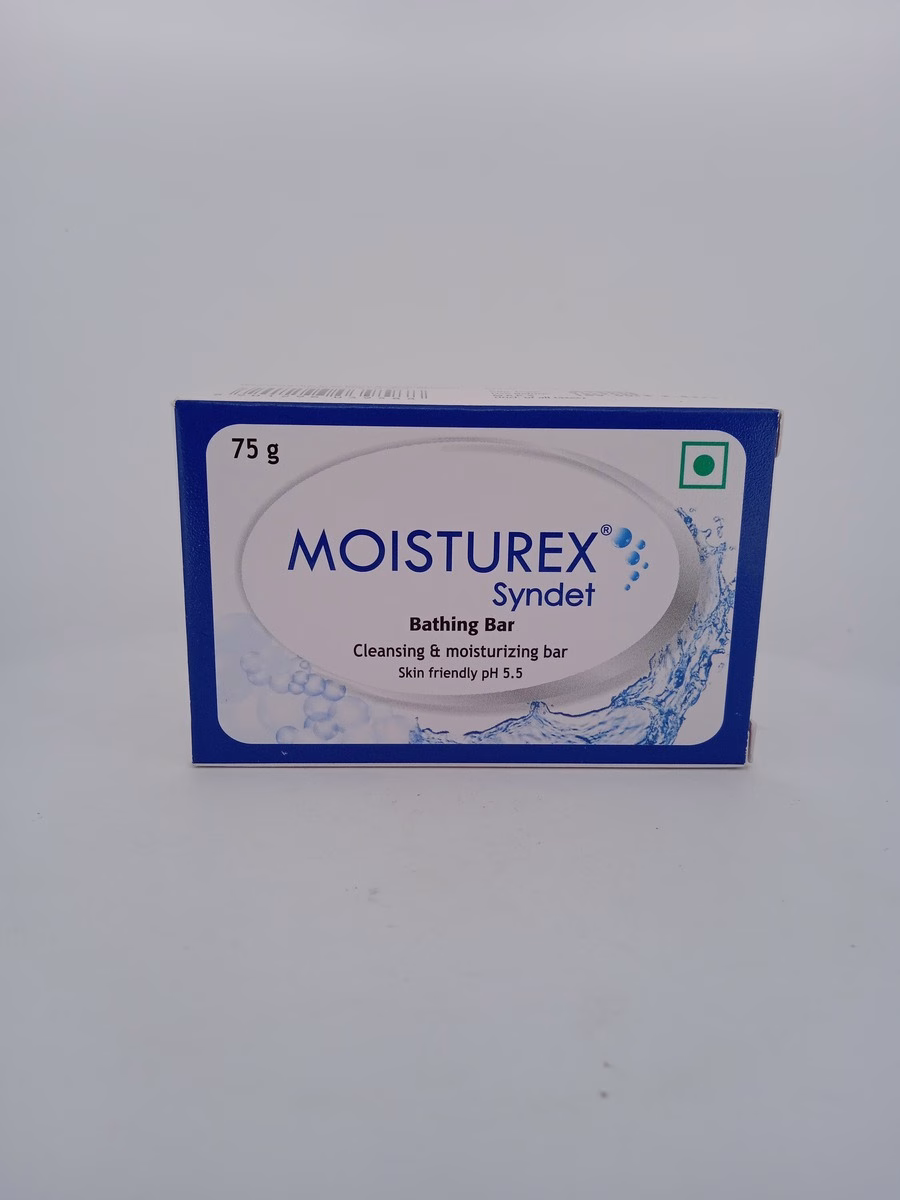 75 g
MOISTUREX®
Syndet
Bathing Bar
Cleansing & moisturizing bar
Skin friendly pH 5.5